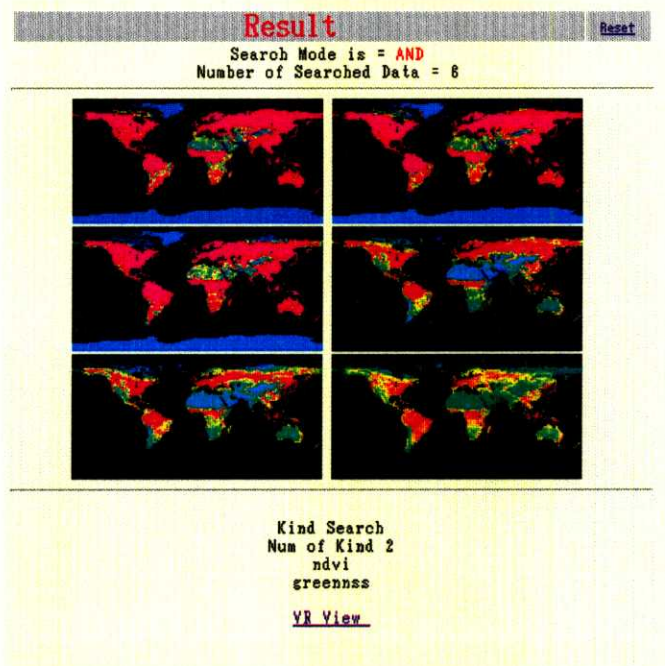 Result
Reset
Search Mode is = AND
Number of Searched Data = 6
Kind Search
Num of Kind 2
ndvi
greennss
VR View